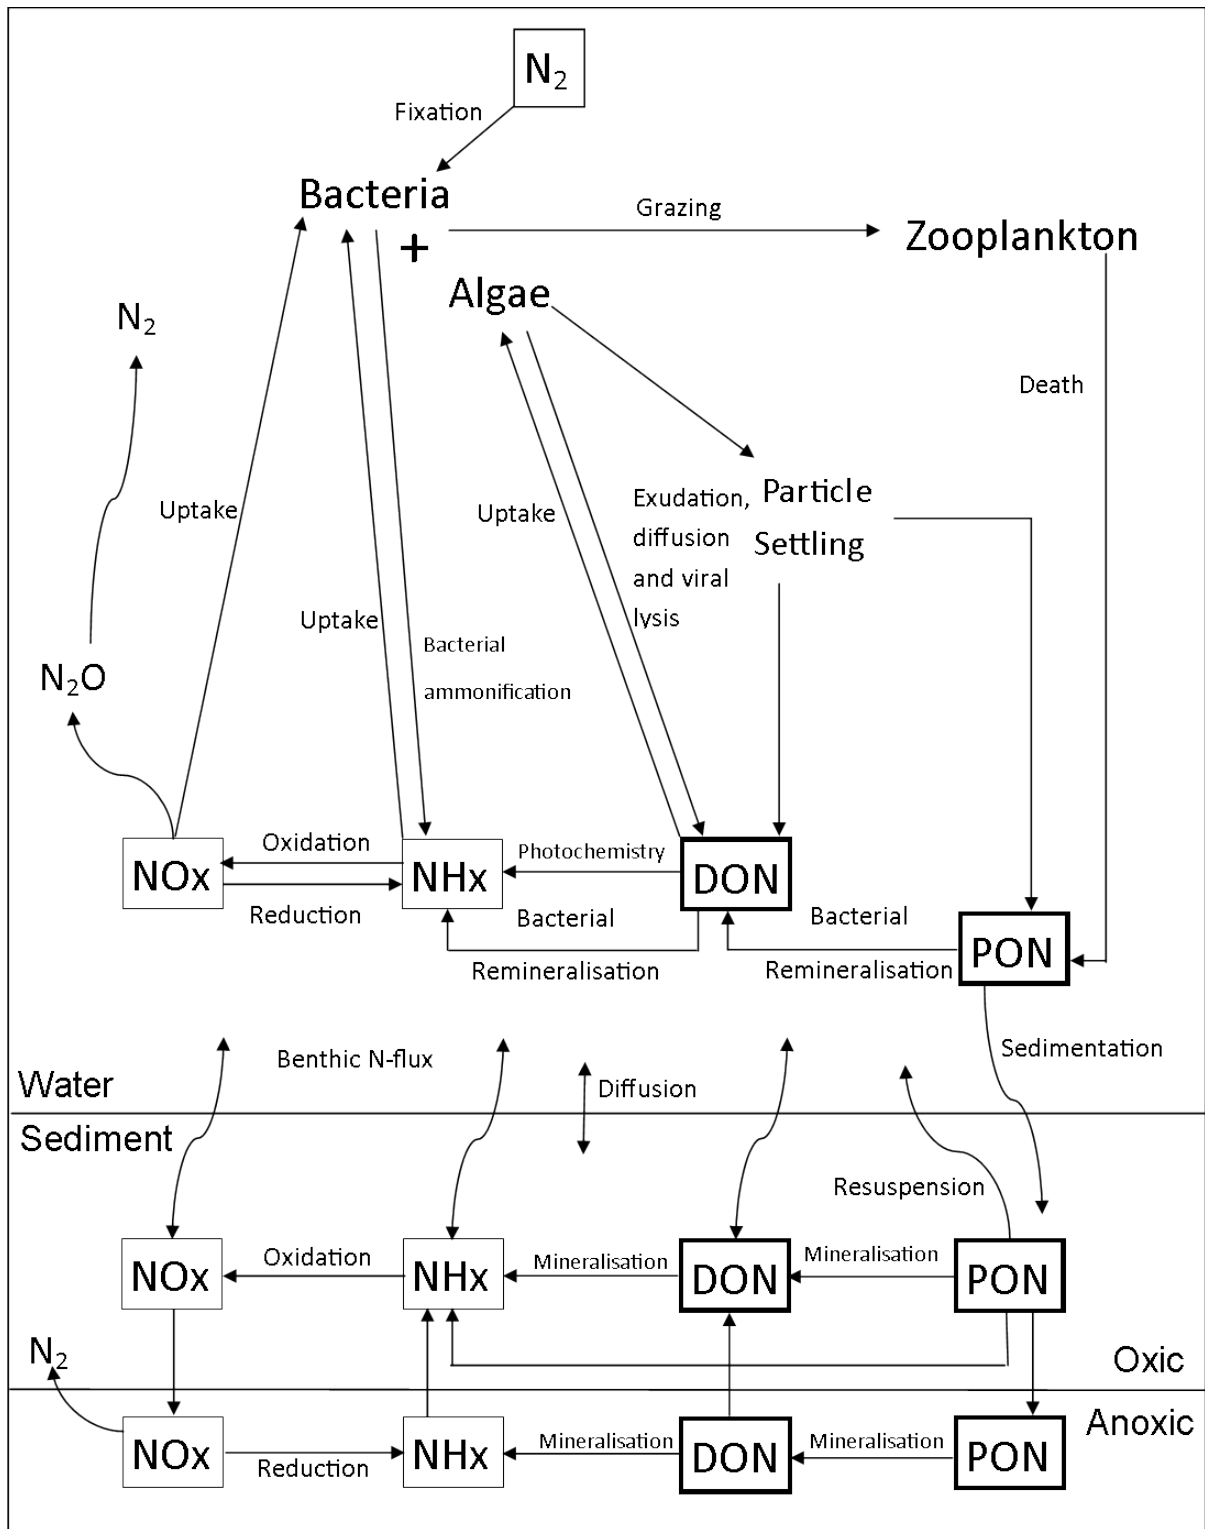 N₂
Fixation
Bacteria
+
Grazing
Zooplankton
Algae
N₂
Death
Uptake
Uptake
Exudation,
diffusion
and viral
lysis
Particle
Settling
Uptake
Bacterial
ammonification
N₂O
Oxidation
Photochemistry
NOx
NHx
DON
Reduction
Bacterial
Remineralisation
Bacterial
Remineralisation
PON
Benthic N-flux
Sedimentation
Water
Diffusion
Sediment
Resuspension
Oxidation
Mineralisation
Mineralisation
NOx
NHx
DON
PON
N₂
Oxic
Anoxic
NOx
NHx
DON
PON
Reduction
Mineralisation
Mineralisation